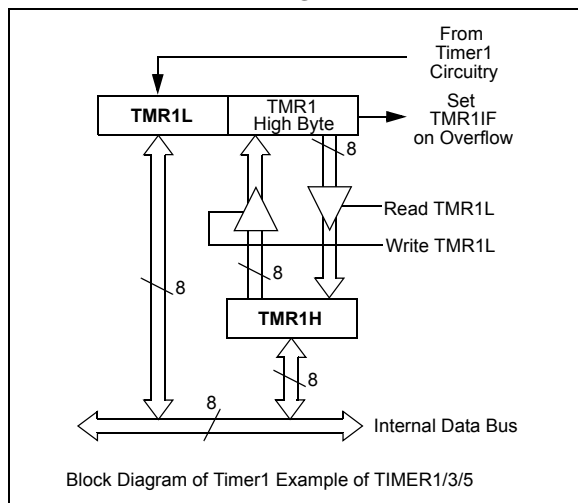 From
Timer1
Circuitry
TMR1L
TMR1
High Byte
Set
TMR1IF
on Overflow
8
Read TMR1L
Write TMR1L
8
8
TMR1H
8
8
Internal Data Bus
Block Diagram of Timer1 Example of TIMER1/3/5